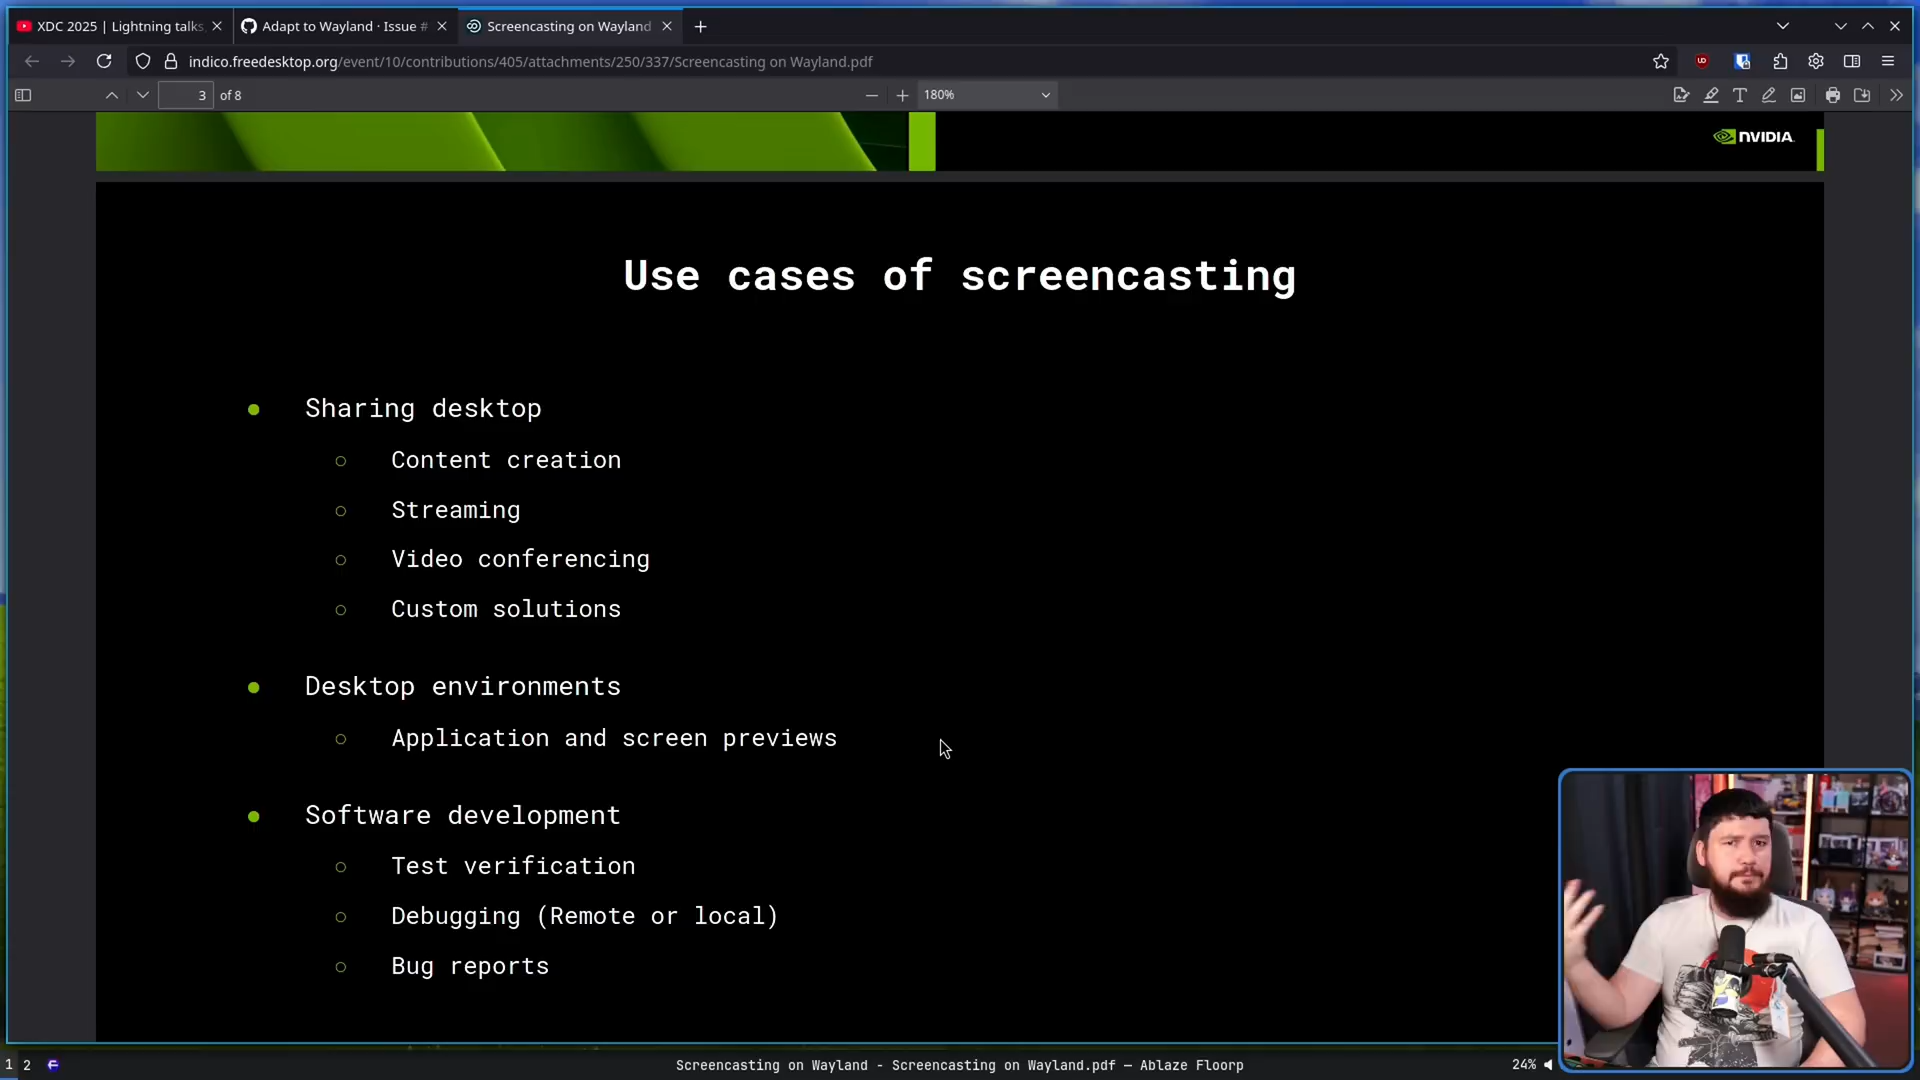 XDC 2025 | Lightning talks
Adapt to Wayland · Issue #
Screencasting on Wayland
indico.freedesktop.org/event/10/contributions/405/attachments/250/337/Screencasting on Wayland.pdf
3 of 8
180%
NVIDIA
Use cases of screencasting
Sharing desktop
Content creation
Streaming
Video conferencing
Custom solutions
Desktop environments
Application and screen previews
Software development
Test verification
Debugging (Remote or local)
Bug reports
1 2
Screencasting on Wayland - Screencasting on Wayland.pdf — Ablaze Floorp
24%